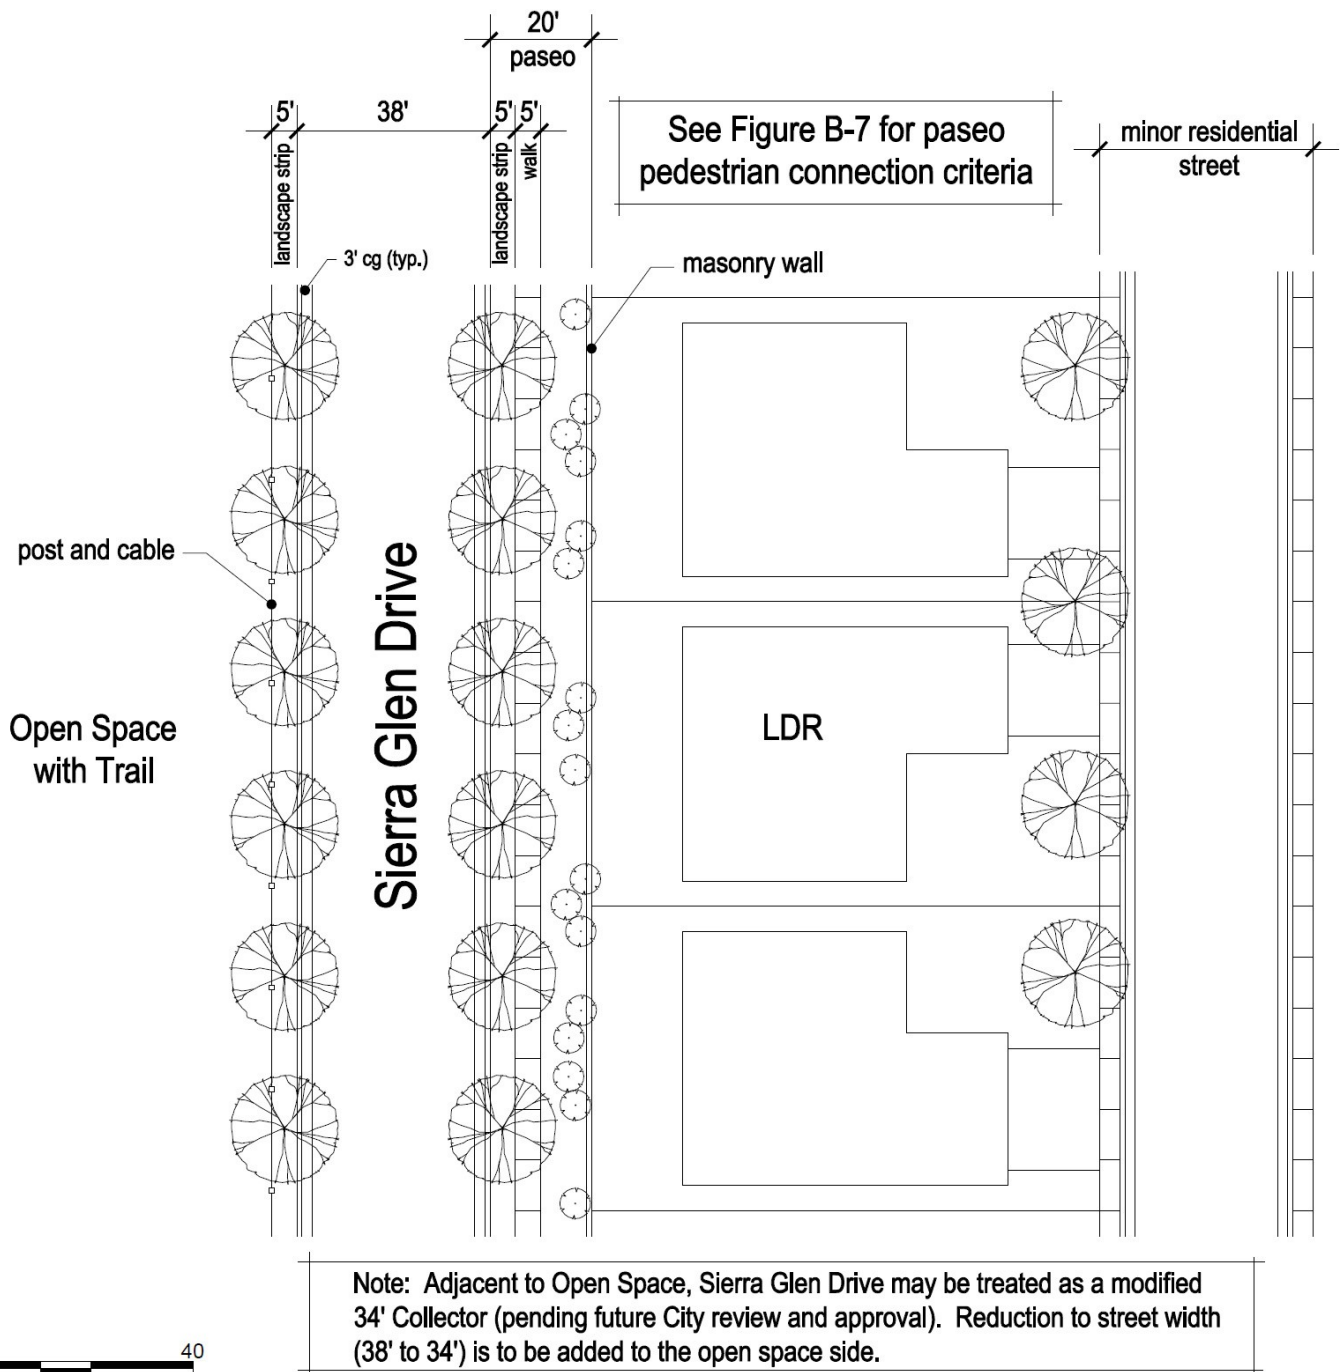 20'
paseo
5'
38'
5'
5'
landscape strip
landscape strip
walk
See Figure B-7 for paseo
pedestrian connection criteria
minor residential
street
3' cg (typ.)
masonry wall
post and cable
Sierra Glen Drive
Open Space
with Trail
LDR
Note: Adjacent to Open Space, Sierra Glen Drive may be treated as a modified
34' Collector (pending future City review and approval). Reduction to street width
(38' to 34') is to be added to the open space side.
40